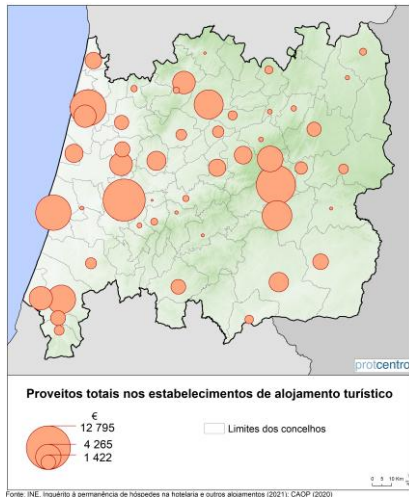 protcentro
Proveitos totais nos estabelecimentos de alojamento turístico
€
12 795
4 265
1 422
Limites dos concelhos
0 5 10 Km
Fonte: INE, Inquérito à permanência de hóspedes na hotelaria e outros alojamentos (2021); CAOP (2020)